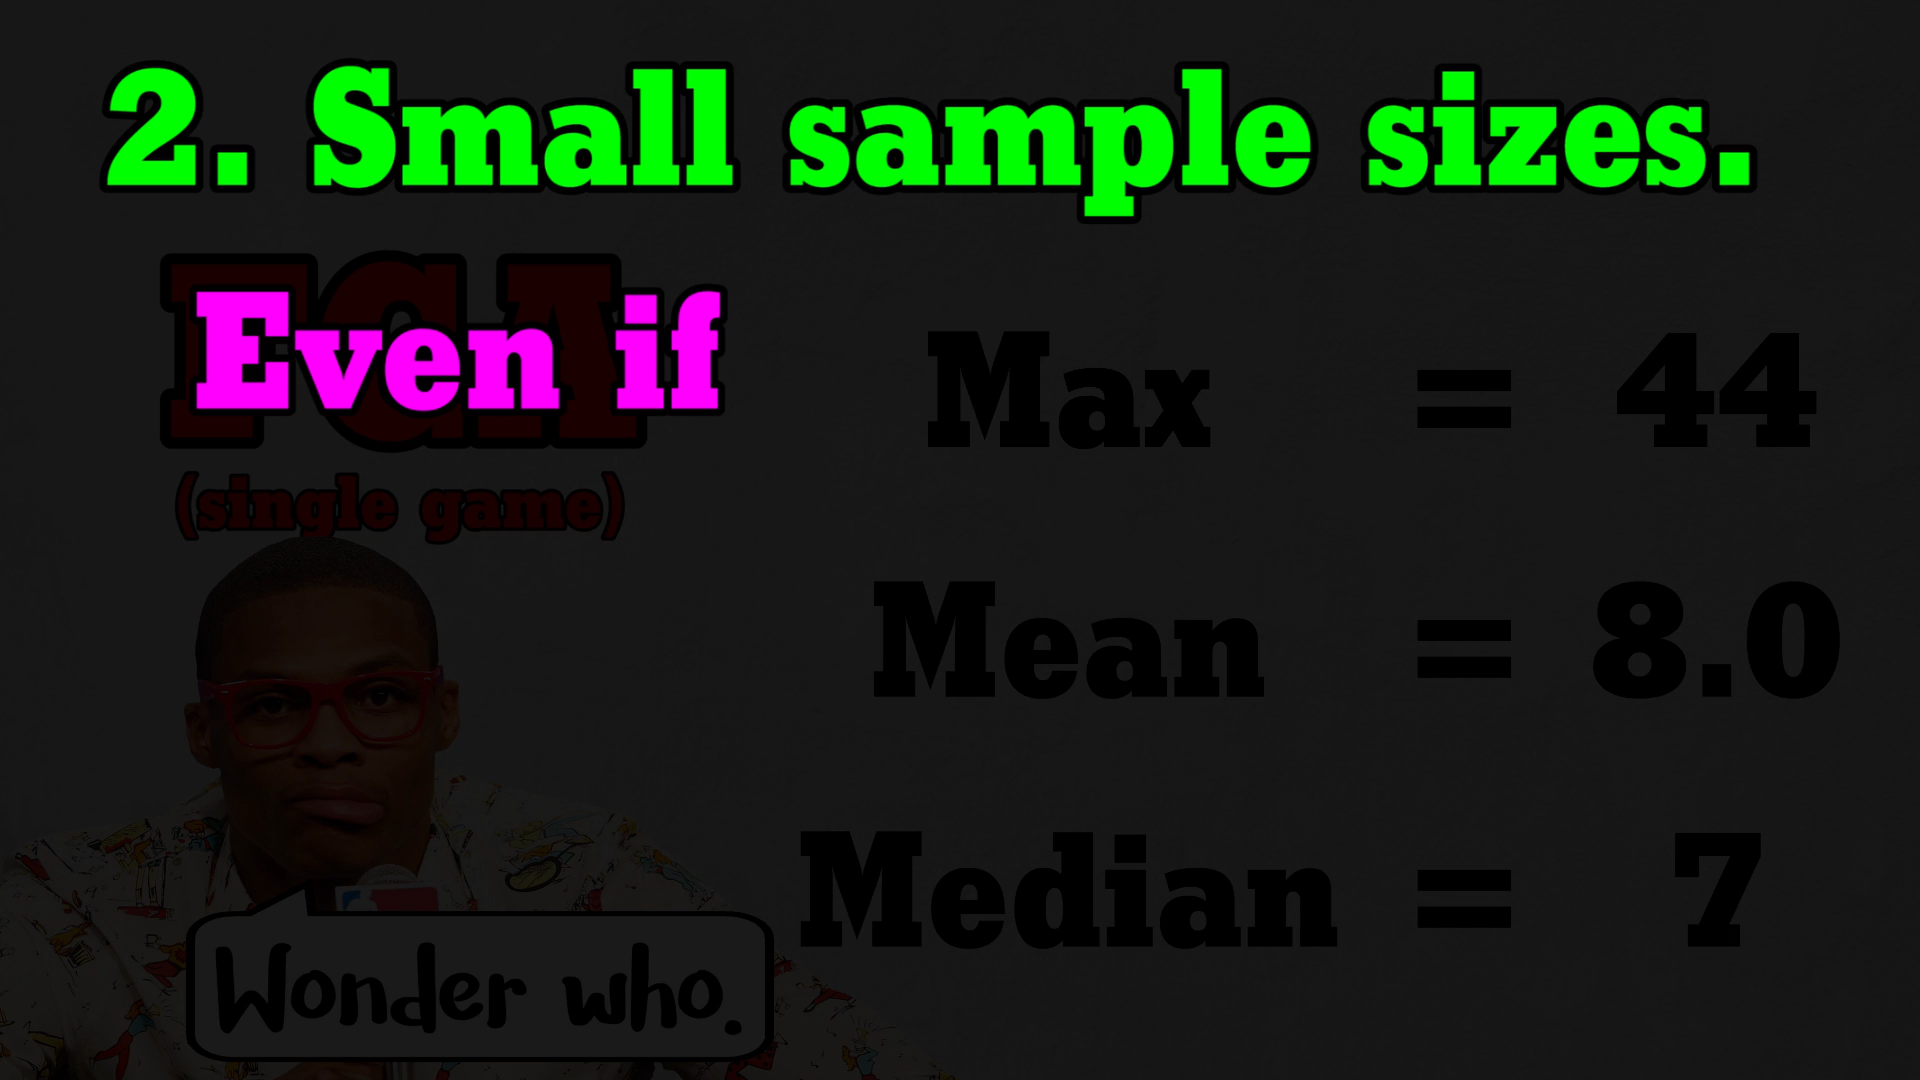 2. Small sample sizes.
FGA
Even if
(single game)
Max = 44
Mean = 8.0
Median = 7
Wonder who.